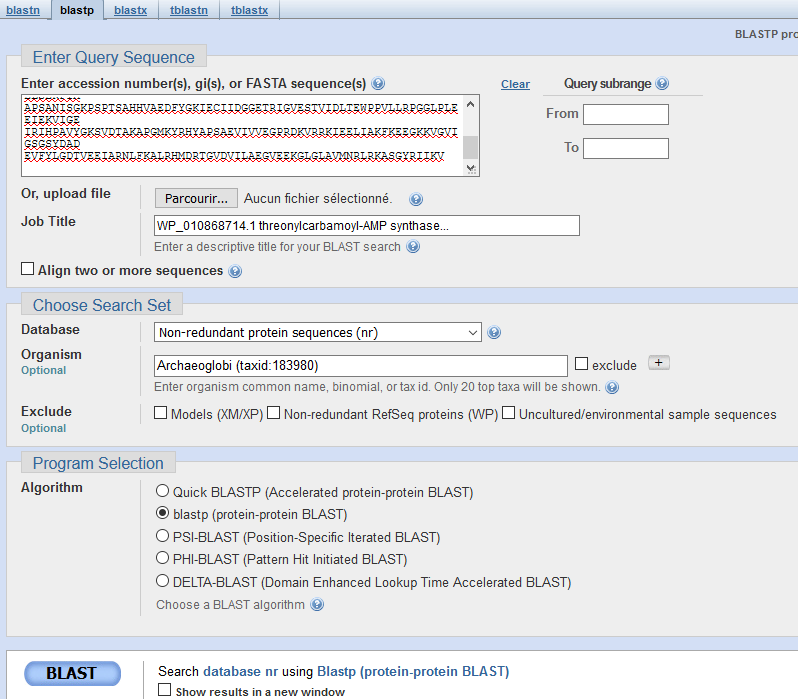 blastn blastp blastx tblastn tblastx
BLASTP pro
Enter Query Sequence
Enter accession number(s), gi(s), or FASTA sequence(s) Clear Query subrange
APSANISGKPSPTSAHHVAEDFYGKIECIIDGGETRIGVESTVIDLTEWPPVLLRPGGLPLE
EIEKVIGE
IRIHPAVYGKSVDTAKAPGMKYRHYAPSAEVIVVEGPRDKVRRKIEELIAKFKEEGKKVGVI
GSGSYDAD
EVFYLGDTVEEIARNLFKALRHMDRTGVDVILAEGVEEKGLGLAVMNRLRKASGYRIIKV
From
To
Or, upload file Parcourir... Aucun fichier sélectionné.
Job Title WP_010868714.1 threonylcarbamoyl-AMP synthase...
Enter a descriptive title for your BLAST search
Align two or more sequences
Choose Search Set
Database Non-redundant protein sequences (nr)
Organism
Optional
Archaeoglobi (taxid:183980) exclude +
Enter organism common name, binomial, or tax id. Only 20 top taxa will be shown.
Exclude
Optional
Models (XM/XP) Non-redundant RefSeq proteins (WP) Uncultured/environmental sample sequences
Program Selection
Algorithm
Quick BLASTP (Accelerated protein-protein BLAST)
blastp (protein-protein BLAST)
PSI-BLAST (Position-Specific Iterated BLAST)
PHI-BLAST (Pattern Hit Initiated BLAST)
DELTA-BLAST (Domain Enhanced Lookup Time Accelerated BLAST)
Choose a BLAST algorithm
BLAST Search database nr using Blastp (protein-protein BLAST)
Show results in a new window